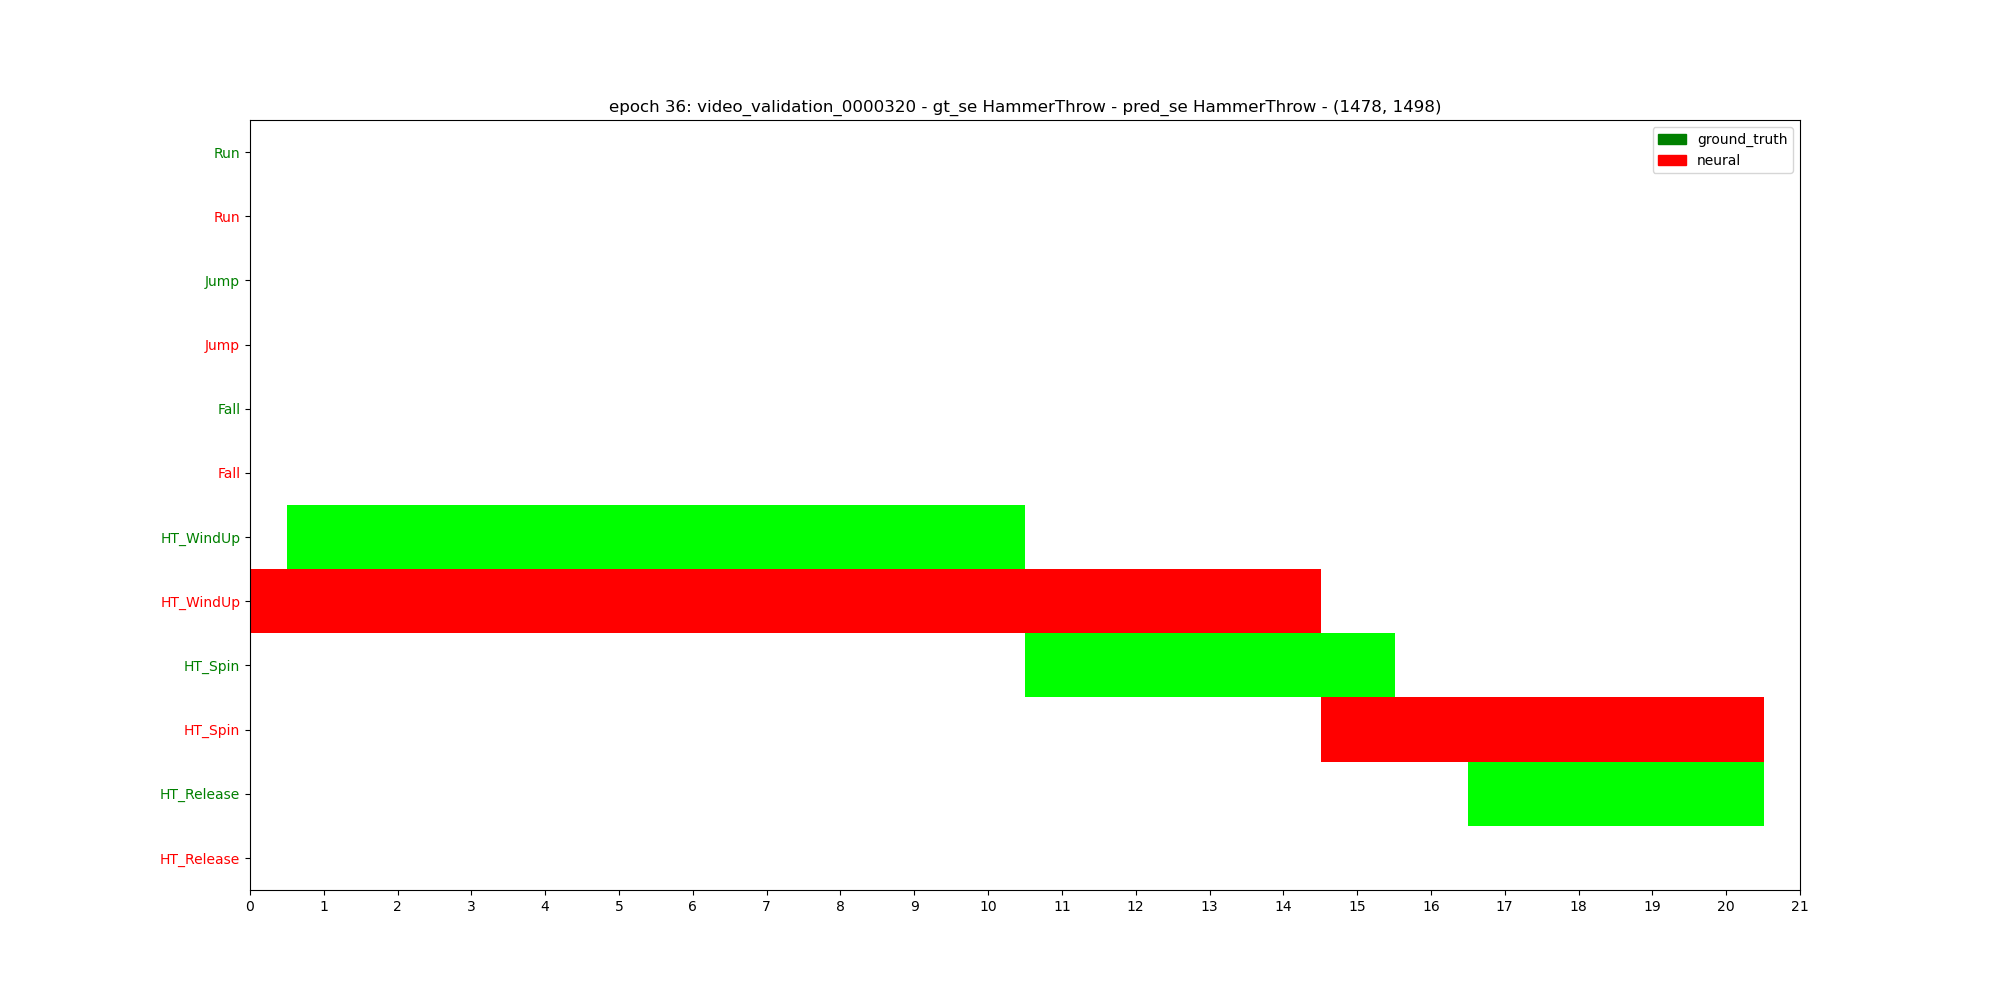 epoch 36: video_validation_0000320 - gt_se HammerThrow - pred_se HammerThrow - (1478, 1498)
ground_truth
neural
Run
Run
Jump
Jump
Fall
Fall
HT_WindUp
HT_WindUp
HT_Spin
HT_Spin
HT_Release
HT_Release
0 1 2 3 4 5 6 7 8 9 10 11 12 13 14 15 16 17 18 19 20 21